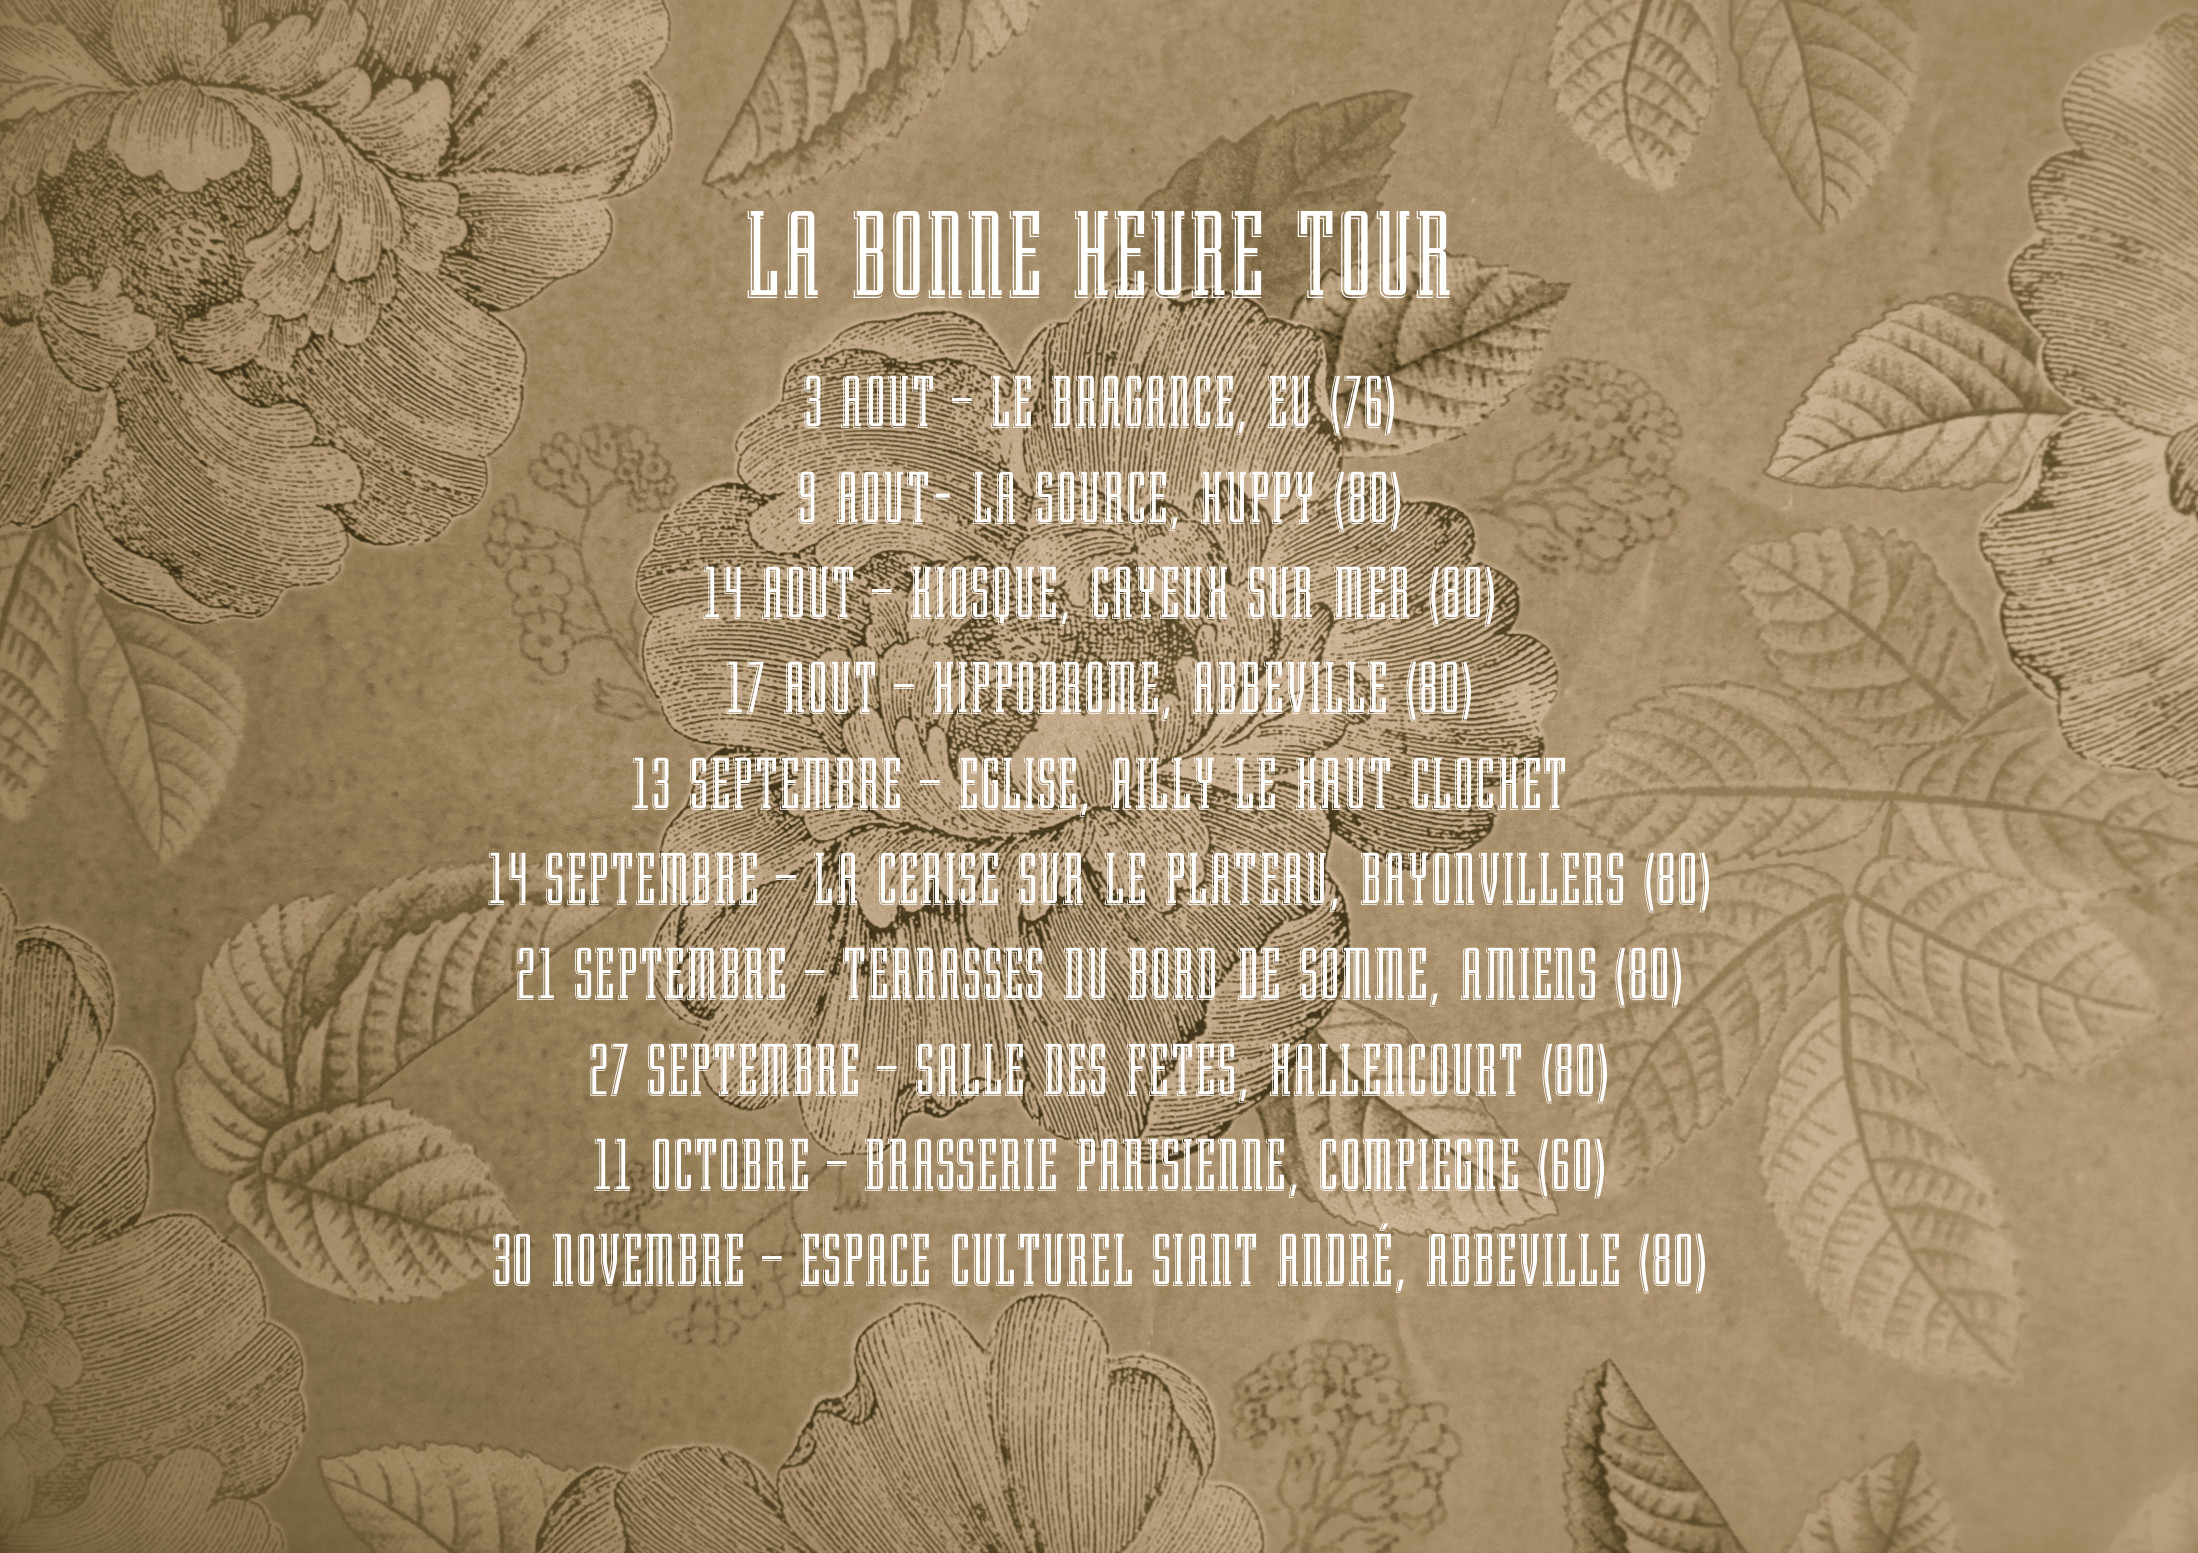 LA BONNE HEURE TOUR
3 AOUT – LE BRAGANCE, EU (76)
9 AOUT- LA SOURCE, HUPPY (80)
14 AOUT – KIOSQUE, CAYEUX SUR MER (80)
17 AOUT – HIPPODROME, ABBEVILLE (80)
13 SEPTEMBRE – EGLISE, AILLY LE HAUT CLOCHET
14 SEPTEMBRE – LA CERISE SUR LE PLATEAU, BAYONVILLERS (80)
21 SEPTEMBRE – TERRASSES DU BORD DE SOMME, AMIENS (80)
27 SEPTEMBRE – SALLE DES FETES, HALLENCOURT (80)
11 OCTOBRE – BRASSERIE PARISIENNE, COMPIEGNE (60)
30 NOVEMBRE – ESPACE CULTUREL SIANT ANDRÉ, ABBEVILLE (80)